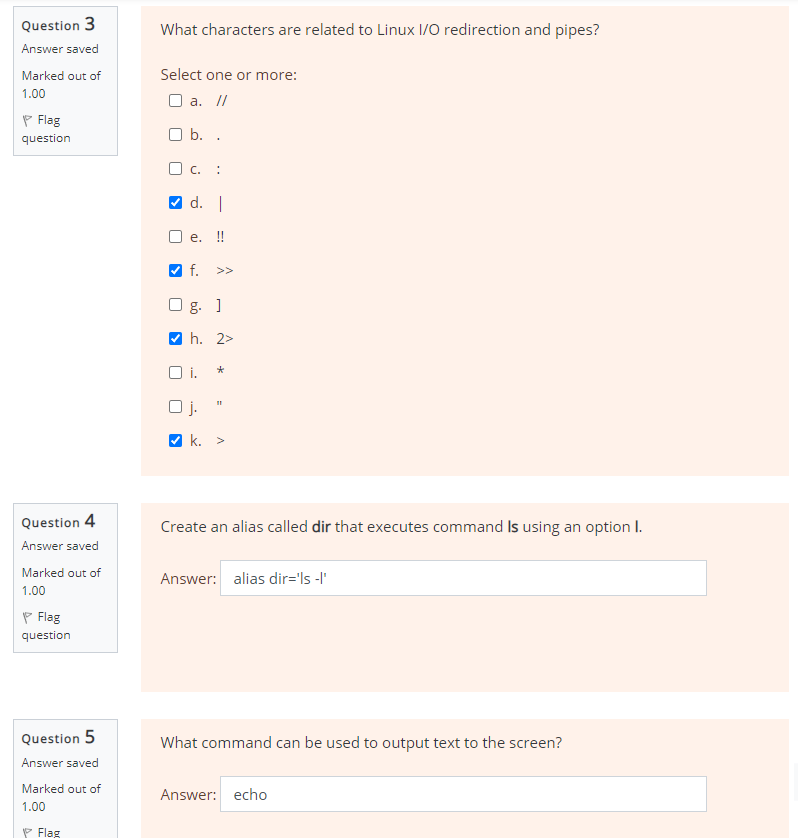 Question 3
Answer saved
Marked out of
1.00
Flag
question
What characters are related to Linux I/O redirection and pipes?
Select one or more:
a. //
b. .
c. :
d. |
e. !!
f. >>
g. ]
h. 2>
i. *
j. "
k. >
Question 4
Answer saved
Marked out of
1.00
Flag
question
Create an alias called dir that executes command ls using an option l.
Answer: alias dir='ls -l'
Question 5
Answer saved
Marked out of
1.00
Flag
What command can be used to output text to the screen?
Answer: echo